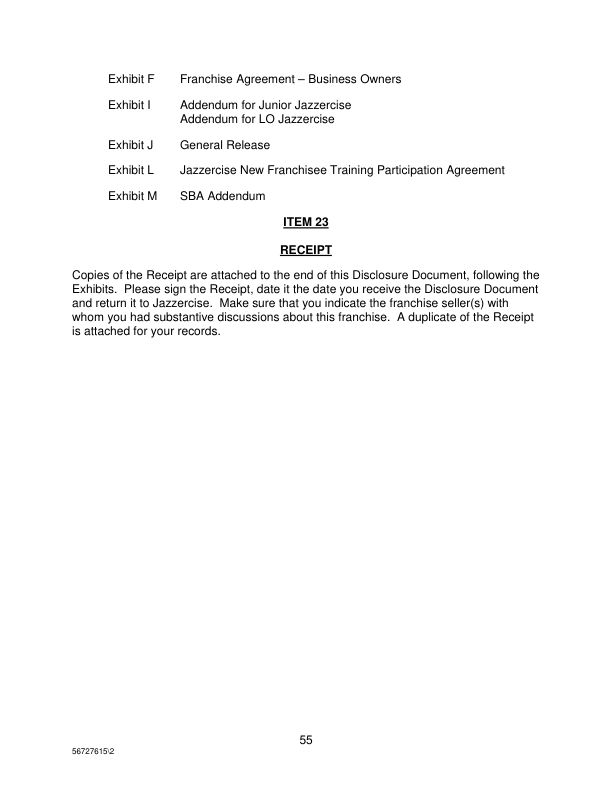 Exhibit F Franchise Agreement – Business Owners
Exhibit I Addendum for Junior Jazzercise
Addendum for LO Jazzercise
Exhibit J General Release
Exhibit L Jazzercise New Franchisee Training Participation Agreement
Exhibit M SBA Addendum
ITEM 23
RECEIPT
Copies of the Receipt are attached to the end of this Disclosure Document, following the
Exhibits.  Please sign the Receipt, date it the date you receive the Disclosure Document
and return it to Jazzercise.  Make sure that you indicate the franchise seller(s) with
whom you had substantive discussions about this franchise.  A duplicate of the Receipt
is attached for your records.
55
56727615\2